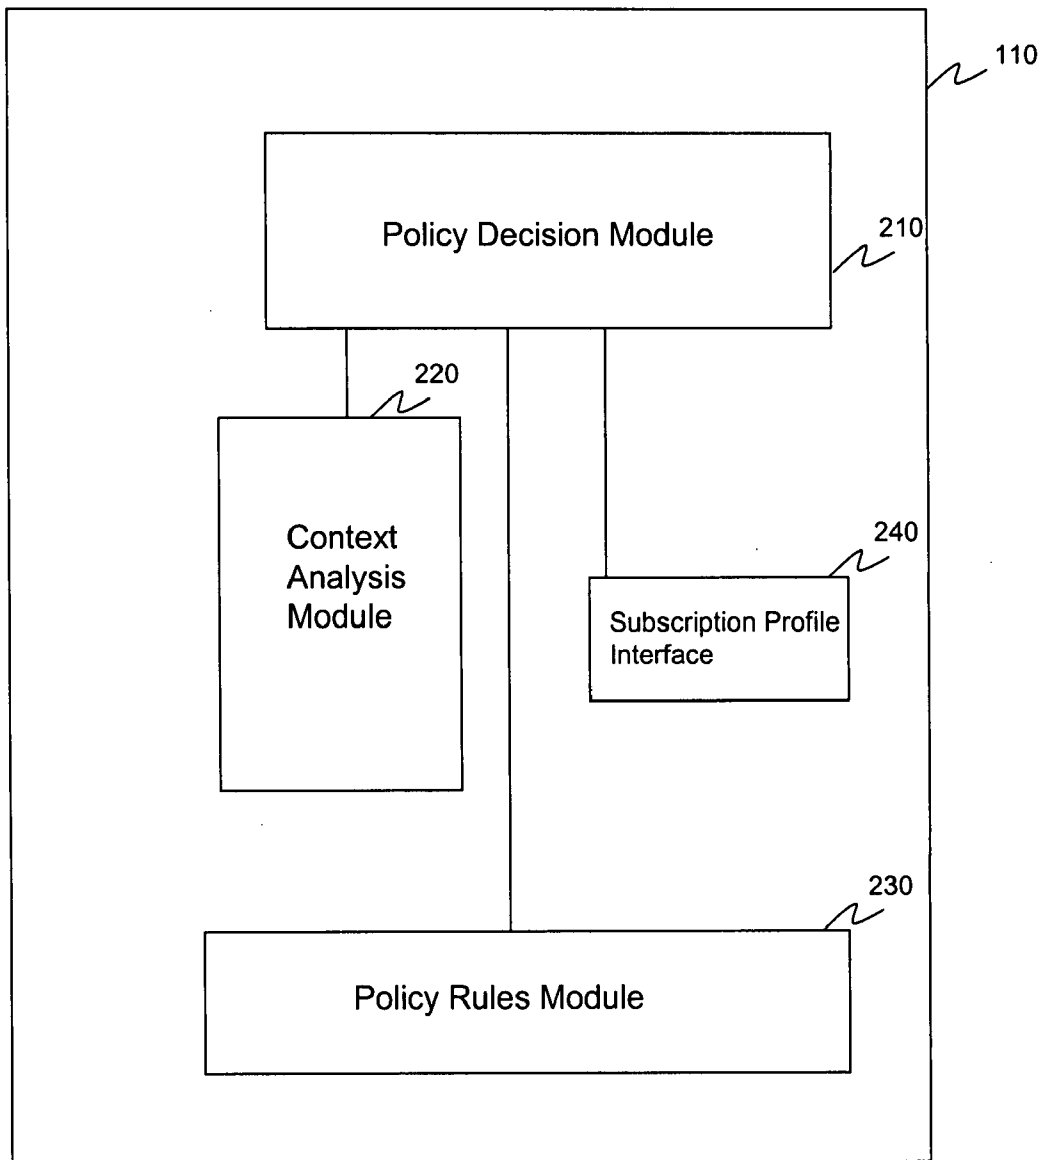 110
Policy Decision Module
210
220
Context
Analysis
Module
240
Subscription Profile
Interface
230
Policy Rules Module